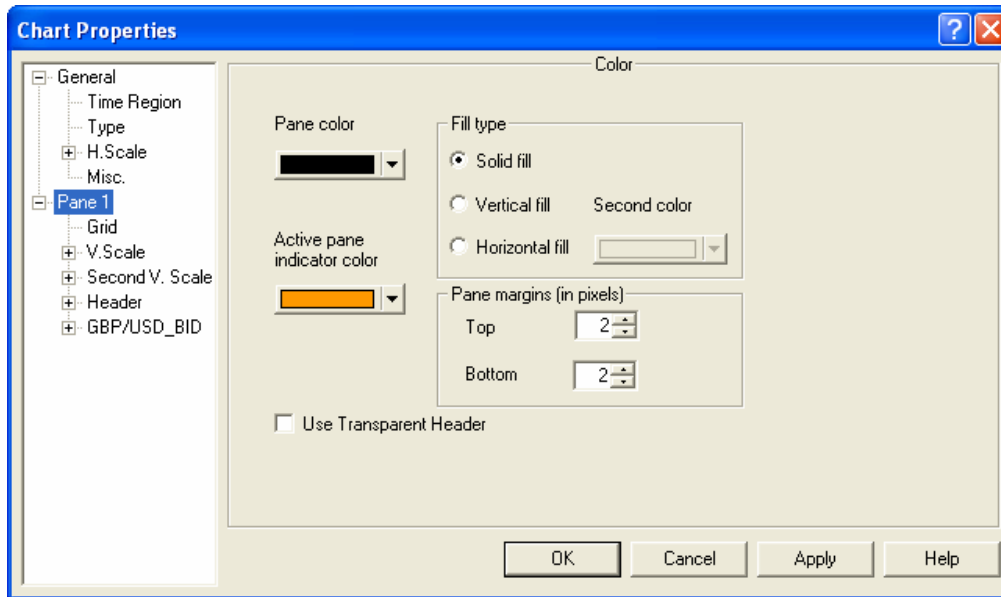 Chart Properties
General
Time Region
Type
H.Scale
Misc.
Pane 1
Grid
V.Scale
Second V. Scale
Header
GBP/USD_BID
Color
Pane color
Active pane
indicator color
Fill type
Solid fill
Vertical fill
Second color
Horizontal fill
Pane margins (in pixels)
Top 2
Bottom 2
Use Transparent Header
OK Cancel Apply Help